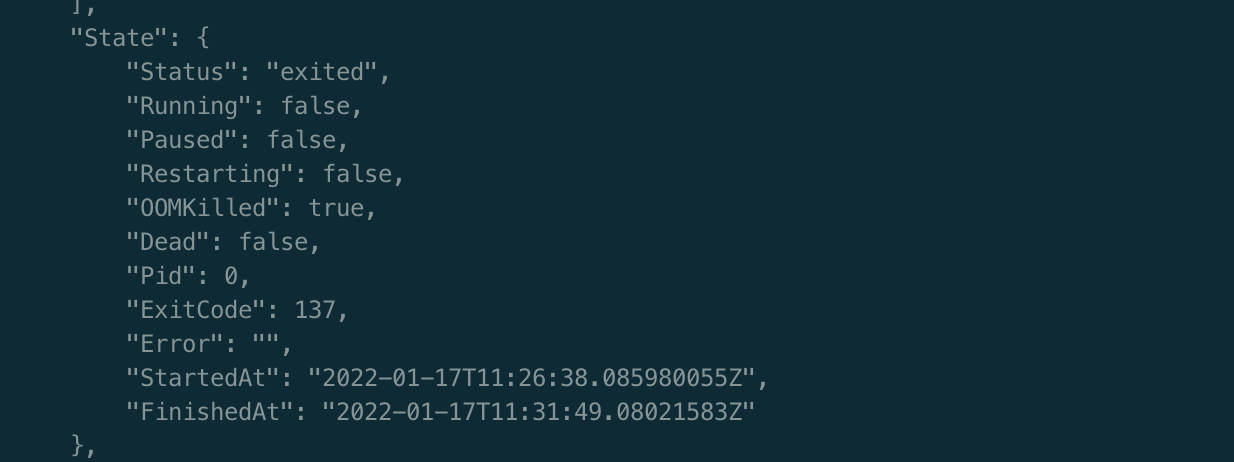 ],
"State": {
"Status": "exited",
"Running": false,
"Paused": false,
"Restarting": false,
"OOMKilled": true,
"Dead": false,
"Pid": 0,
"ExitCode": 137,
"Error": "",
"StartedAt": "2022-01-17T11:26:38.085980055Z",
"FinishedAt": "2022-01-17T11:31:49.08021583Z"
},